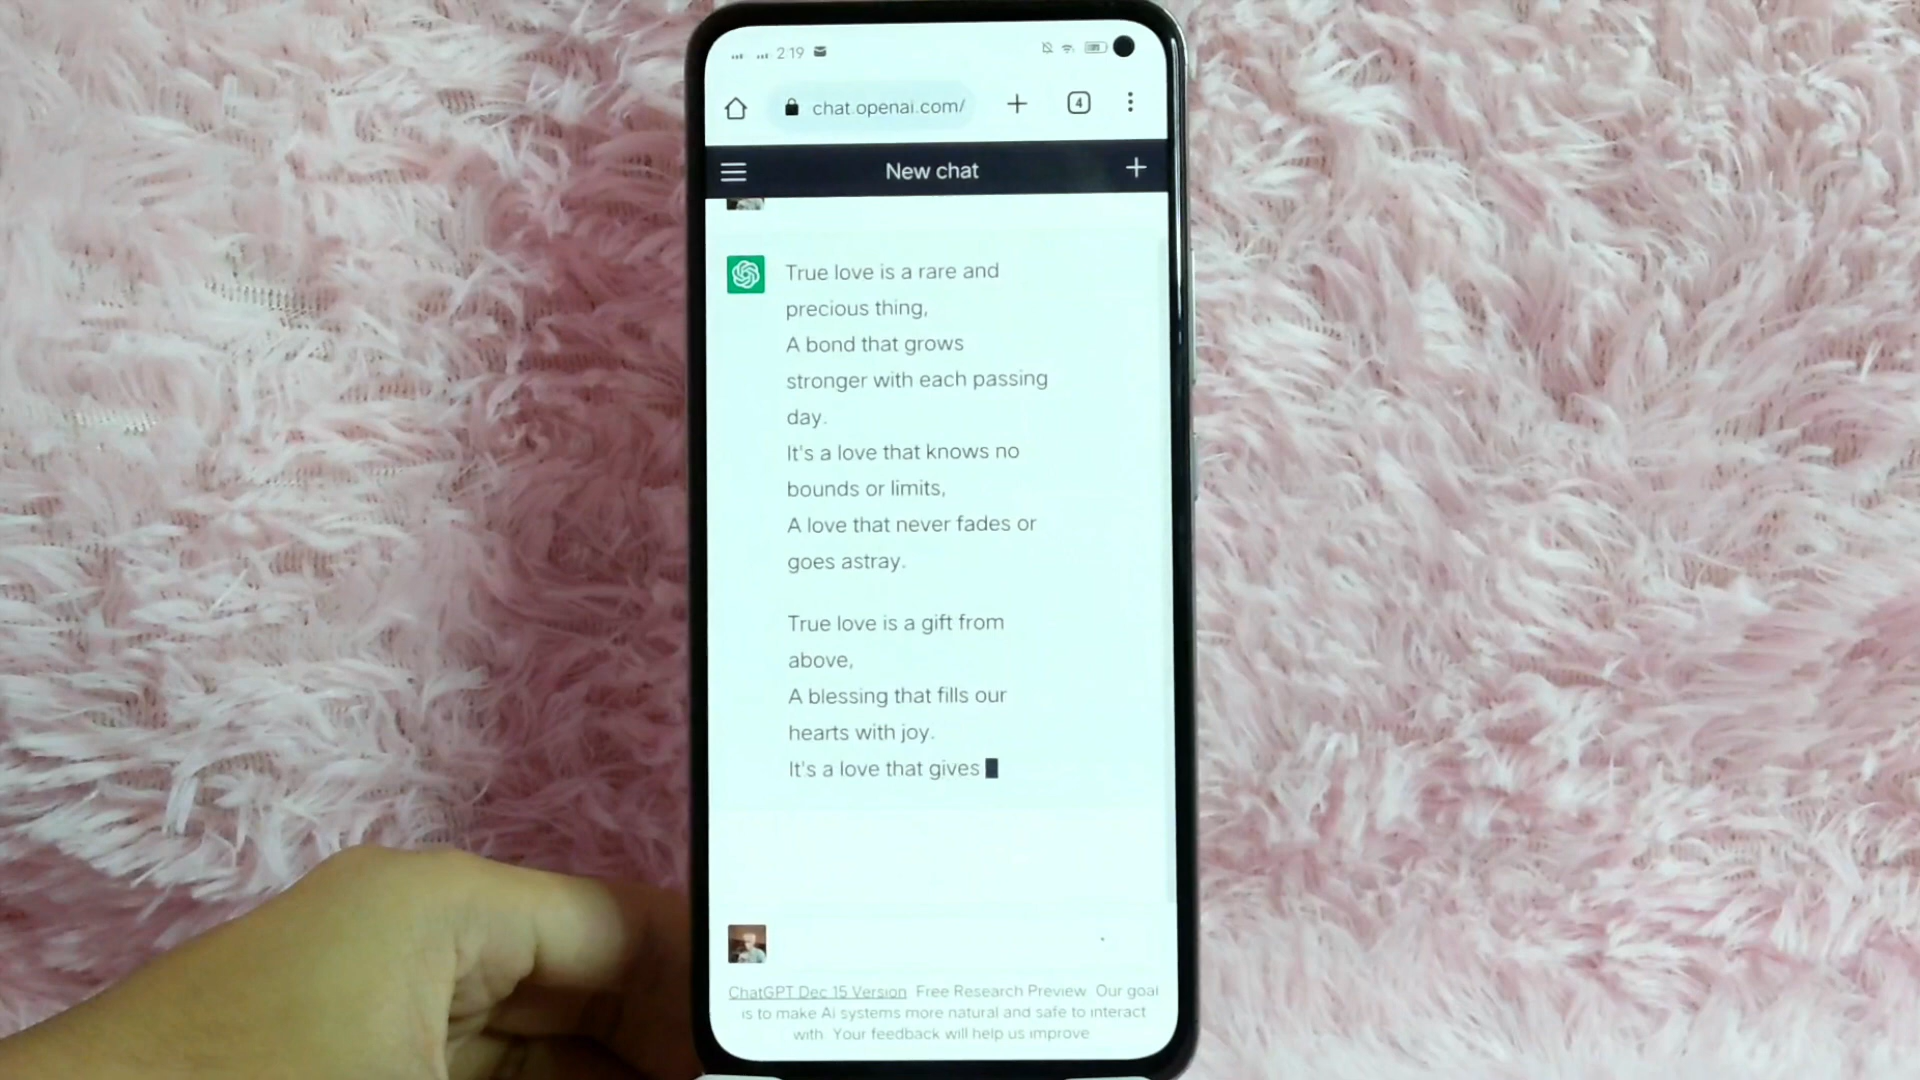 2:19
chat.openai.com/
4
New chat
True love is a rare and
precious thing,
A bond that grows
stronger with each passing
day.
It's a love that knows no
bounds or limits,
A love that never fades or
goes astray.
True love is a gift from
above,
A blessing that fills our
hearts with joy.
It's a love that gives
ChatGPT Dec 15 Version Free Research Preview Our goal
is to make AI systems more natural and safe to interact
with Your feedback will help us improve